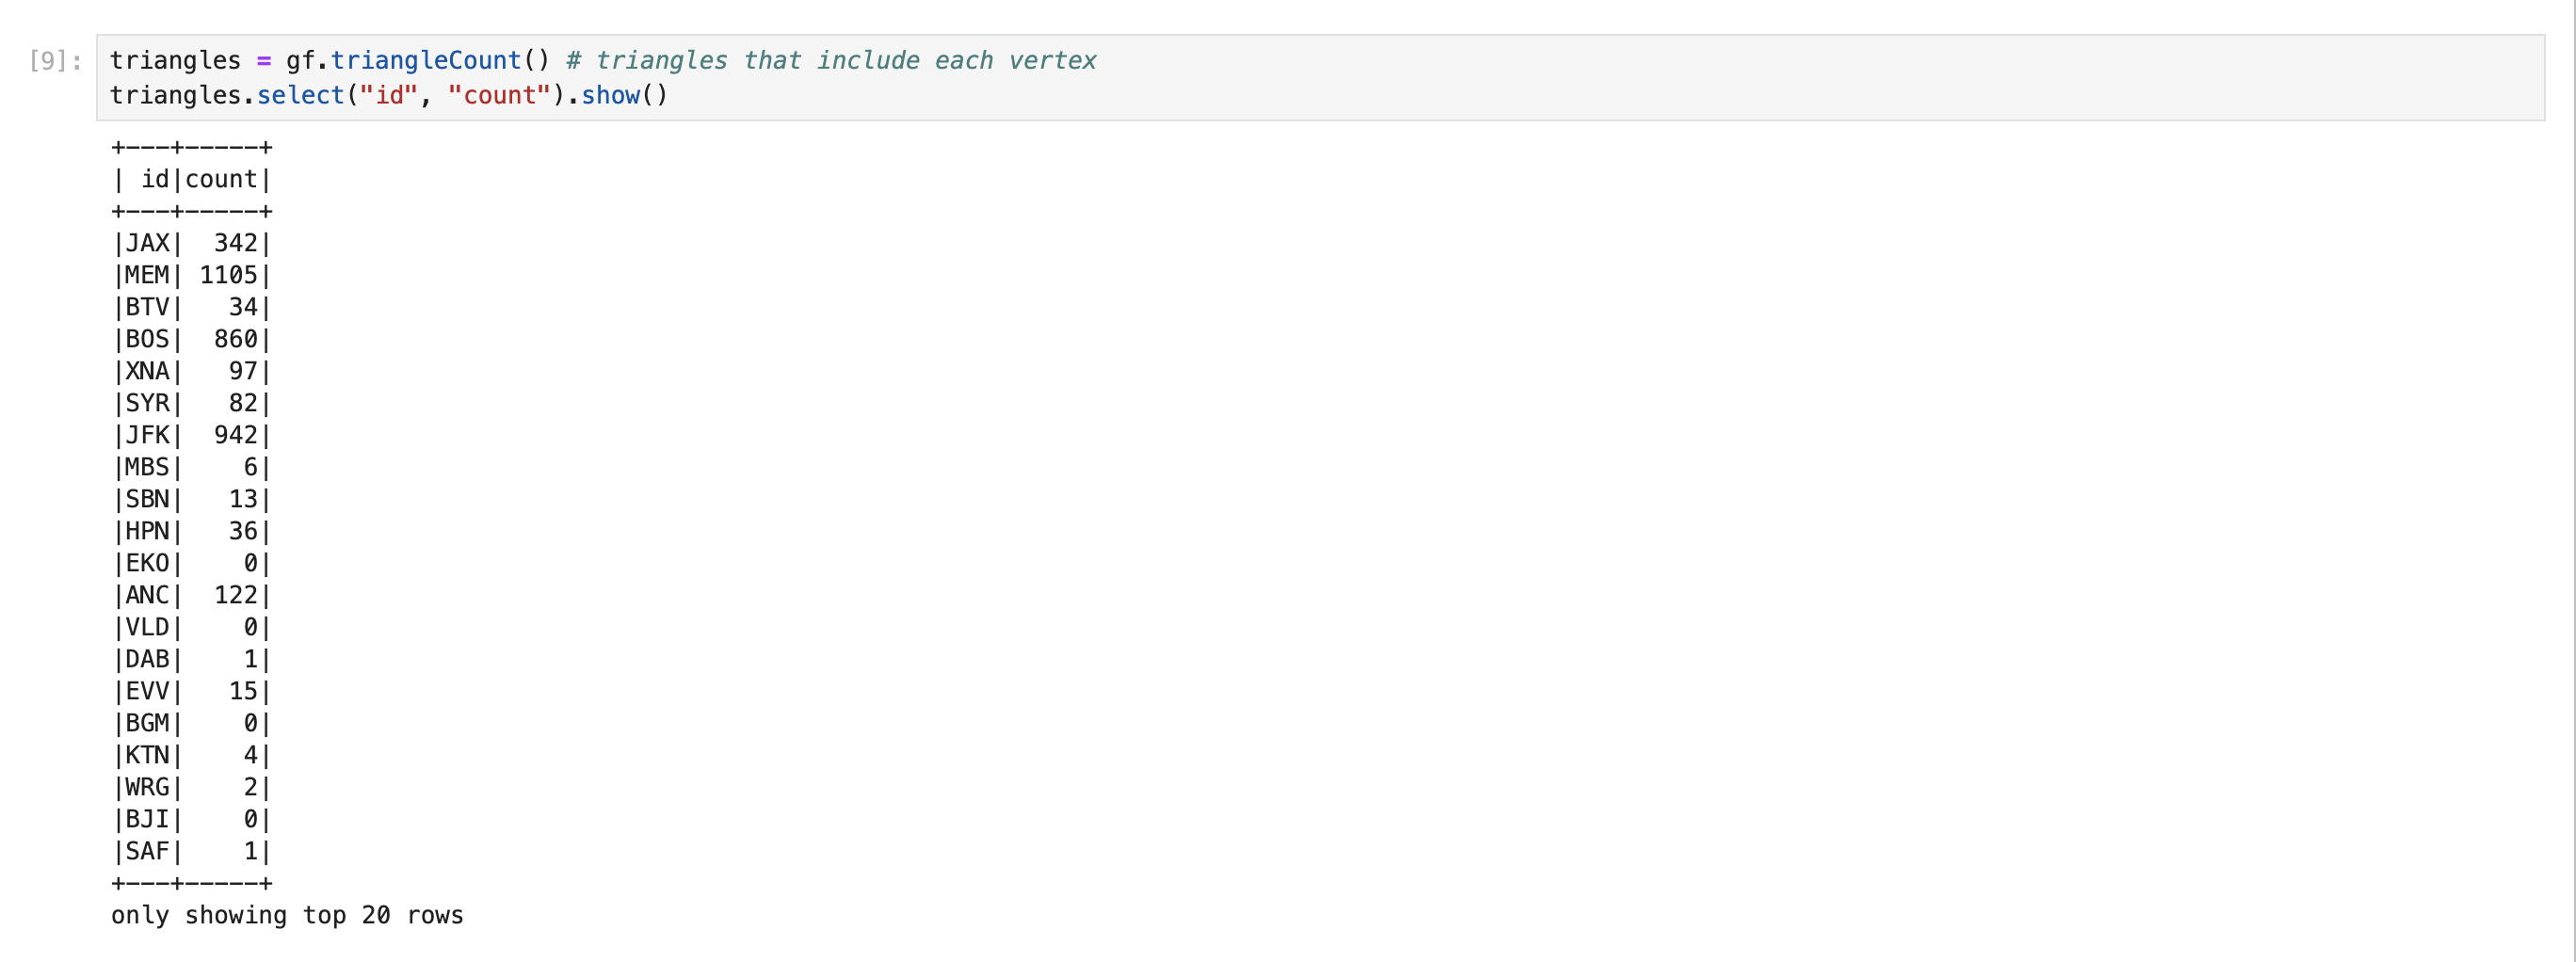 [9]: triangles = gf.triangleCount() # triangles that include each vertex
triangles.select("id", "count").show()
+---+-----+
| id|count|
+---+-----+
|JAX|  342|
|MEM| 1105|
|BTV|   34|
|BOS|  860|
|XNA|   97|
|SYR|   82|
|JFK|  942|
|MBS|    6|
|SBN|   13|
|HPN|   36|
|EKO|    0|
|ANC|  122|
|VLD|    0|
|DAB|    1|
|EVV|   15|
|BGM|    0|
|KTN|    4|
|WRG|    2|
|BJI|    0|
|SAF|    1|
+---+-----+
only showing top 20 rows